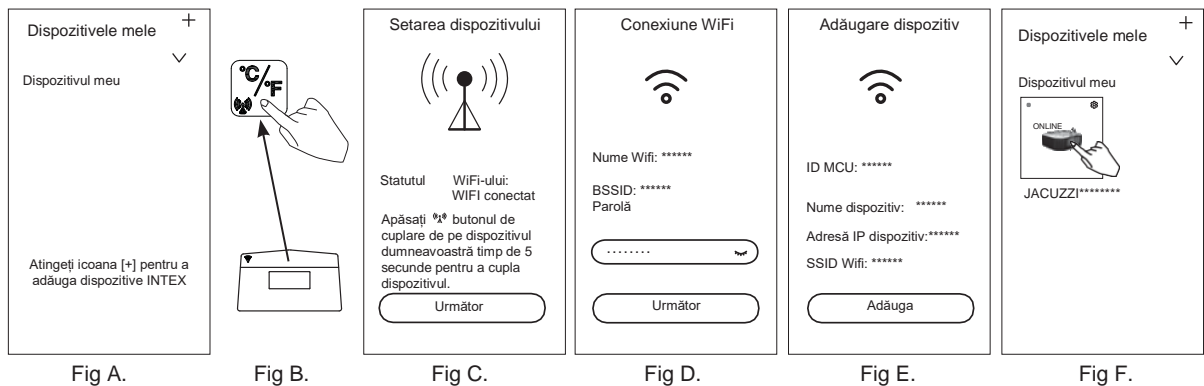 Dispozitivele mele +
Dispozitivul meu
Atingeți icoana [+] pentru a
adăuga dispozitive INTEX
Fig A.
°C/°F
Fig B.
Setarea dispozitivului
Statutul WiFi-ului:
WIFI conectat
Apăsați butonul de
cuplare de pe dispozitivul
dumneavoastră timp de 5
secunde pentru a cupla
dispozitivul.
Următor
Fig C.
Conexiune WiFi
Nume Wifi: ******
BSSID: ******
Parolă
........
Următor
Fig D.
Adăugare dispozitiv
ID MCU: ******
Nume dispozitiv: ******
Adresă IP dispozitiv:******
SSID Wifi: ******
Adăuga
Fig E.
Dispozitivele mele +
Dispozitivul meu
ONLINE
JACUZZI********
Fig F.